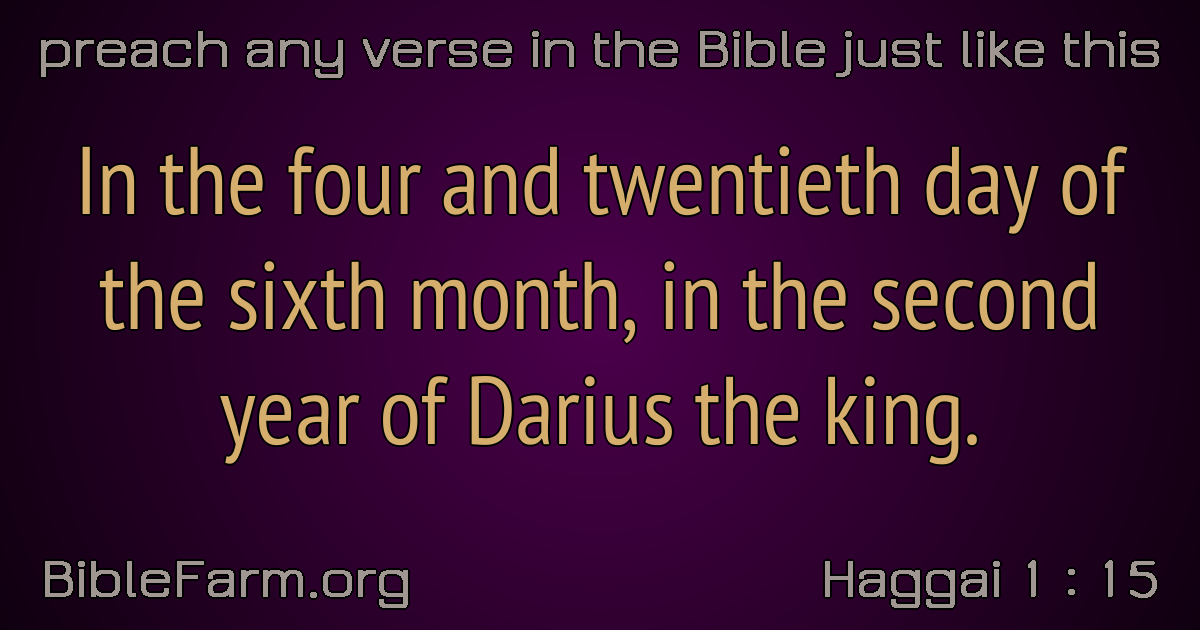 preach any verse in the Bible just like this
In the four and twentieth day of
the sixth month, in the second
year of Darius the king.
BibleFarm.org
Haggai 1 : 15